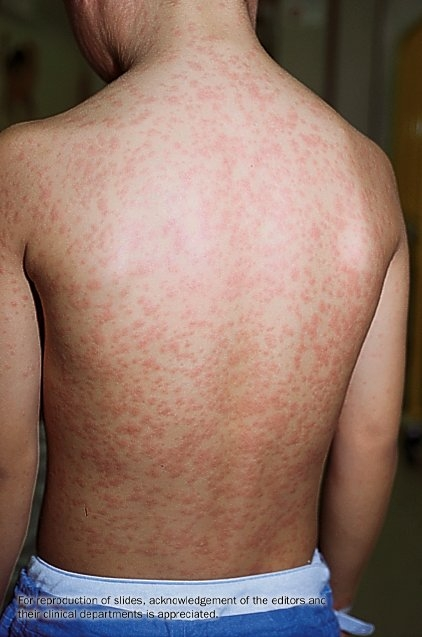 For reproduction of slides, acknowledgement of the editors and
their clinical departments is appreciated.